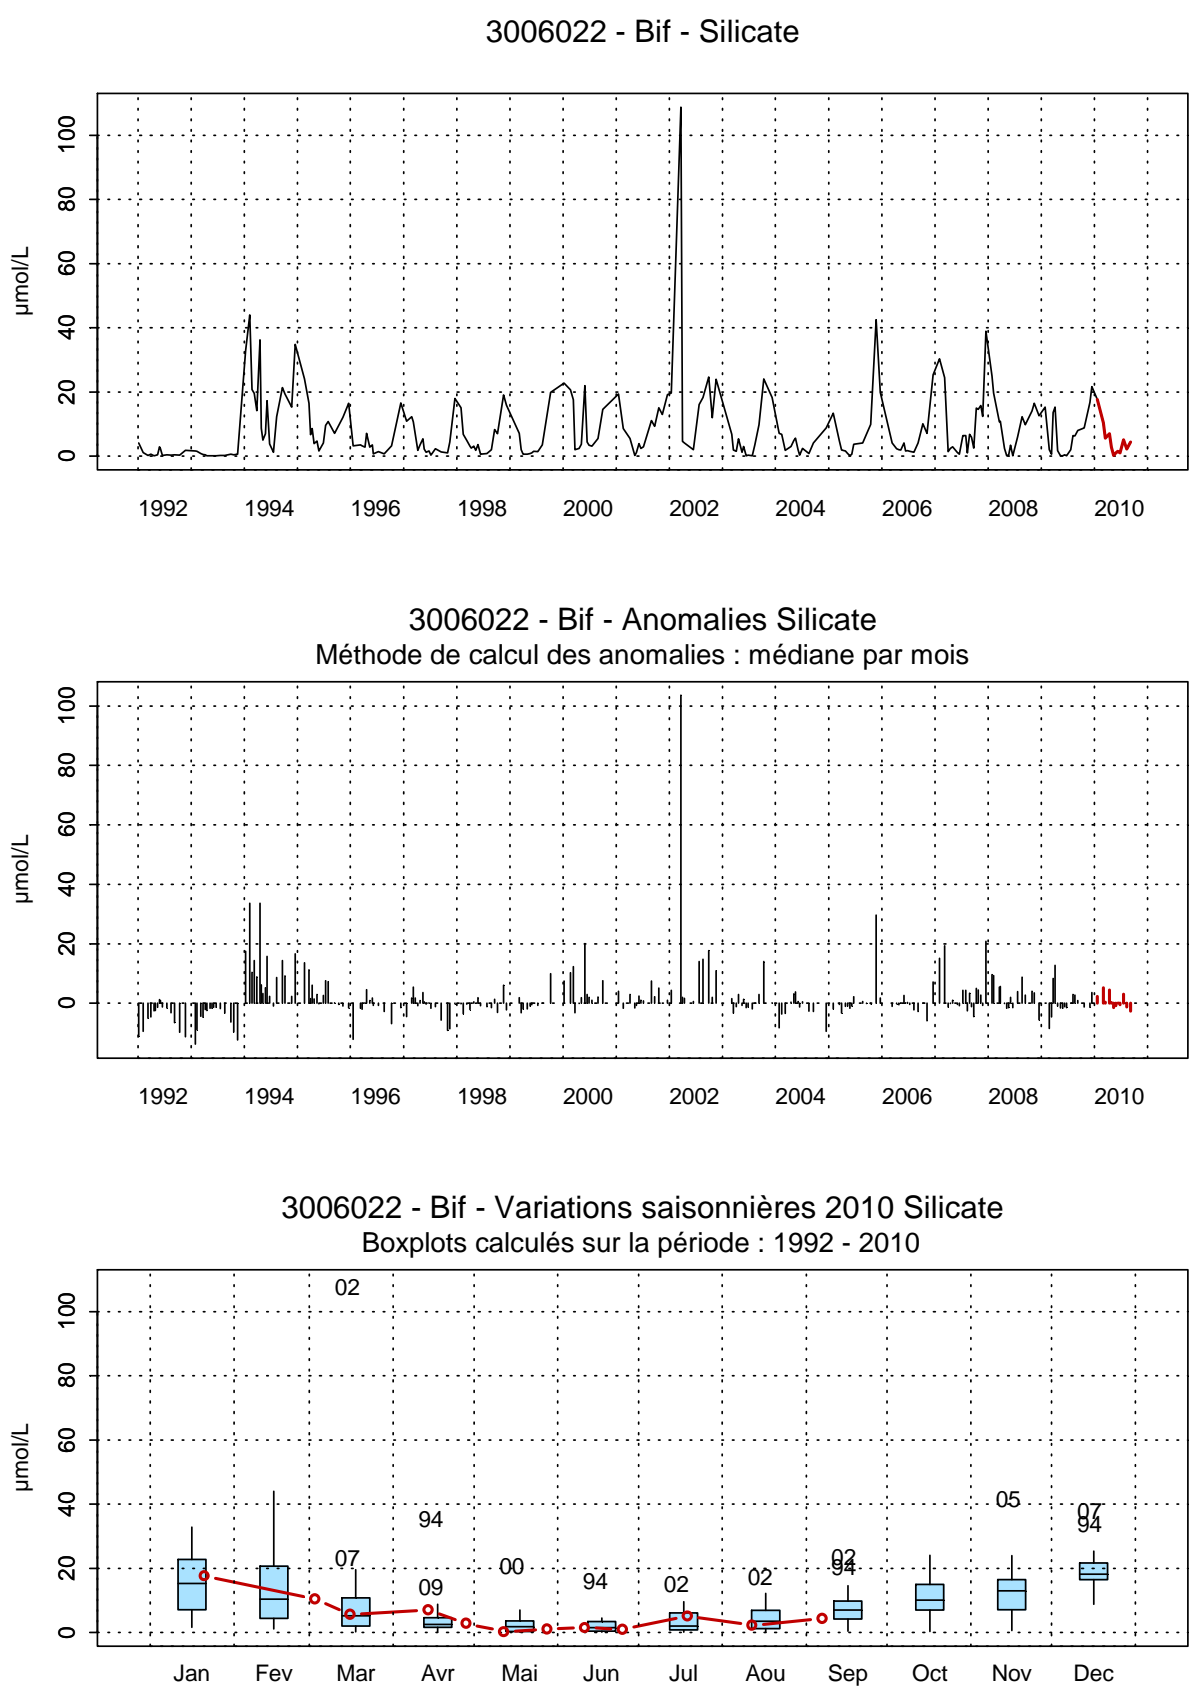 3006022 - Bif - Silicate
100
80
60
40
20
0
µmol/L
1992 1994 1996 1998 2000 2002 2004 2006 2008 2010
3006022 - Bif - Anomalies Silicate
Méthode de calcul des anomalies : médiane par mois
100
80
60
40
20
0
µmol/L
1992 1994 1996 1998 2000 2002 2004 2006 2008 2010
3006022 - Bif - Variations saisonnières 2010 Silicate
Boxplots calculés sur la période : 1992 - 2010
100
80
60
40
20
0
µmol/L
02
07
94
09
00
94
02
02
02
94
05
07
94
Jan Fev Mar Avr Mai Jun Jul Aou Sep Oct Nov Dec